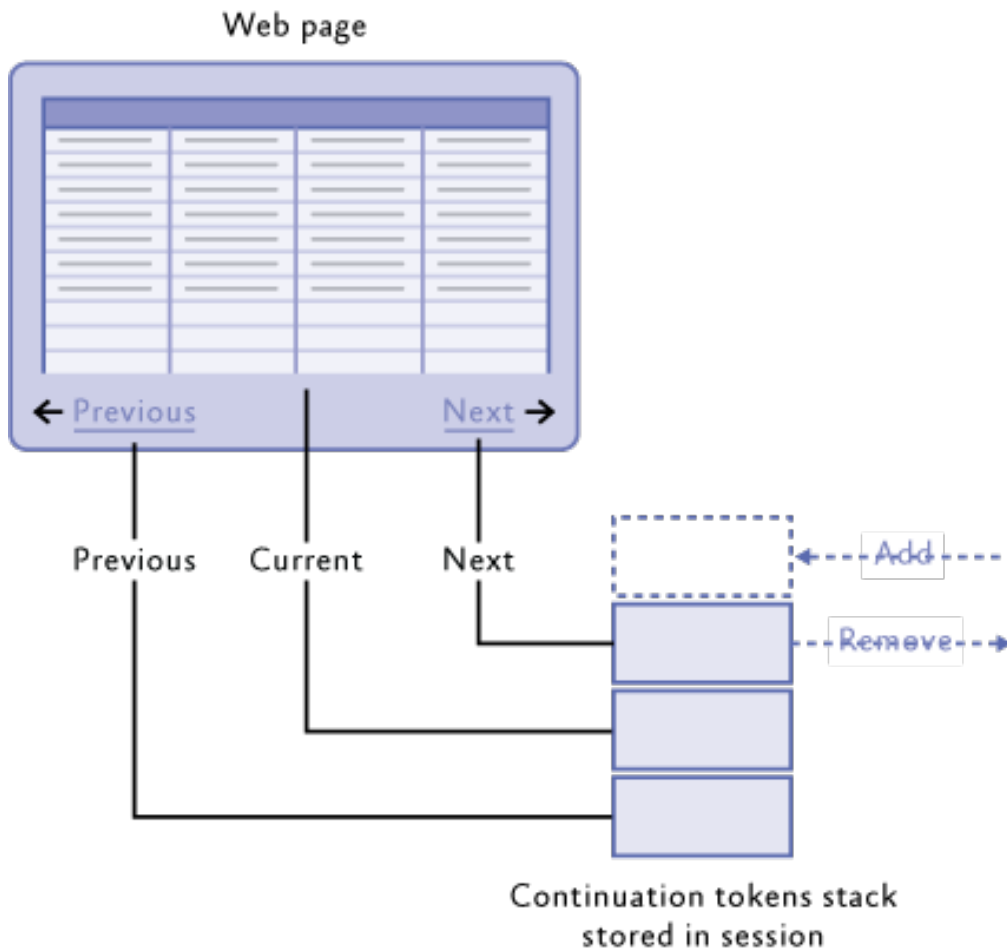 Web page
Previous
Next
Previous
Current
Next
Add
Remove
Continuation tokens stack
stored in session